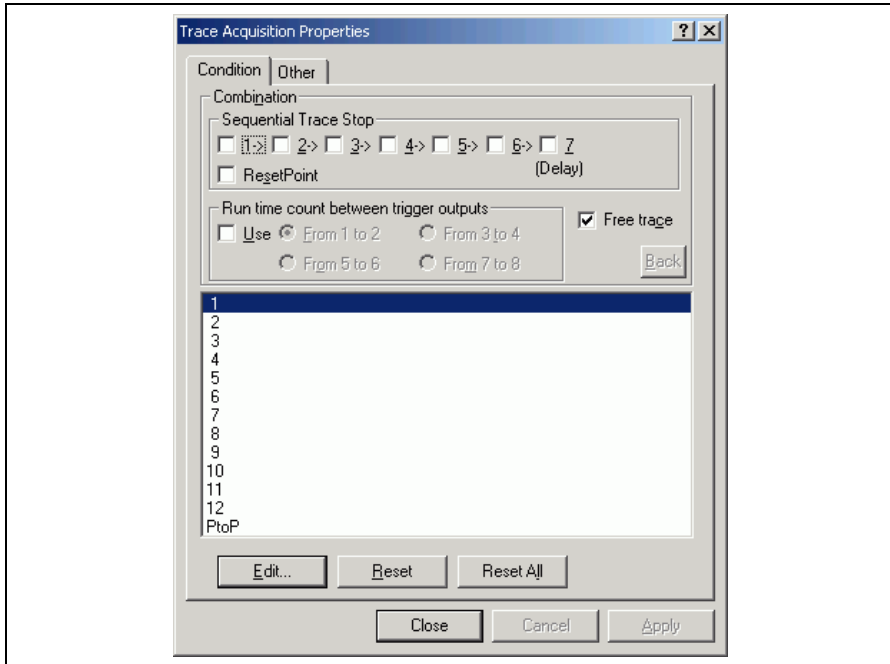 Trace Acquisition Properties
Condition Other
Combination
Sequential Trace Stop
1-> 2-> 3-> 4-> 5-> 6-> 7
(Delay)
ResetPoint
Run time count between trigger outputs
Use From 1 to 2 From 3 to 4
From 5 to 6 From 7 to 8
Free trace
Back
1
2
3
4
5
6
7
8
9
10
11
12
PtoP
Edit... Reset Reset All
Close Cancel Apply